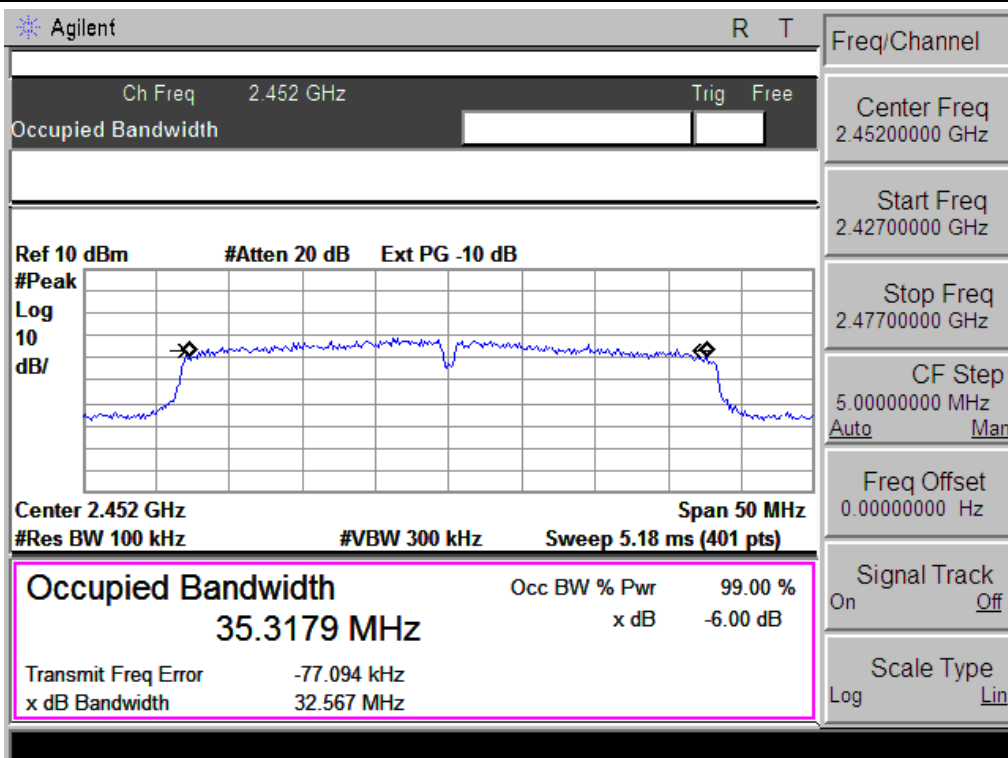 Agilent R T
Ch Freq 2.452 GHz Trig Free
Occupied Bandwidth
Ref 10 dBm #Atten 20 dB Ext PG -10 dB
#Peak
Log
10
dB/
Center 2.452 GHz Span 50 MHz
#Res BW 100 kHz #VBW 300 kHz Sweep 5.18 ms (401 pts)
Occupied Bandwidth
35.3179 MHz
Occ BW % Pwr 99.00 %
x dB -6.00 dB
Transmit Freq Error -77.094 kHz
x dB Bandwidth 32.567 MHz
Freq/Channel
Center Freq
2.45200000 GHz
Start Freq
2.42700000 GHz
Stop Freq
2.47700000 GHz
CF Step
5.00000000 MHz
Auto Man
Freq Offset
0.00000000 Hz
Signal Track
On Off
Scale Type
Log Lin